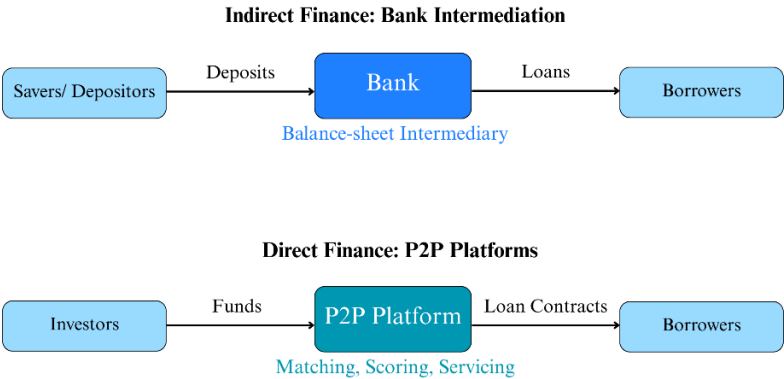 Indirect Finance: Bank Intermediation
Savers/ Depositors
Deposits
Bank
Loans
Borrowers
Balance-sheet Intermediary
Direct Finance: P2P Platforms
Investors
Funds
P2P Platform
Loan Contracts
Borrowers
Matching, Scoring, Servicing